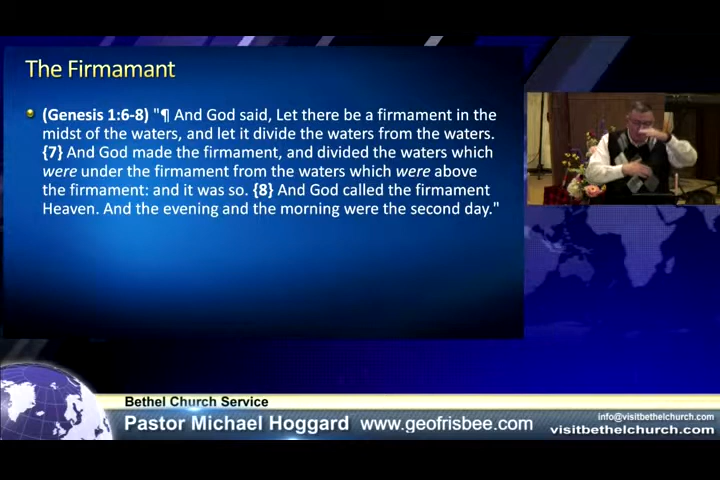 The Firmamant
(Genesis 1:6-8) "¶ And God said, Let there be a firmament in the
midst of the waters, and let it divide the waters from the waters.
{7} And God made the firmament, and divided the waters which
were under the firmament from the waters which were above
the firmament: and it was so. {8} And God called the firmament
Heaven. And the evening and the morning were the second day."
Bethel Church Service
Pastor Michael Hoggard www.geofrisbee.com
info@visitbethelchurch.com
visitbethelchurch.com